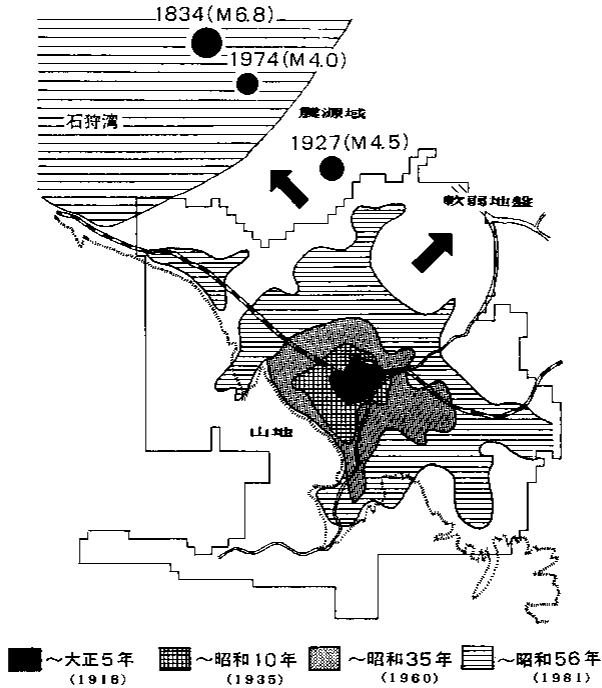 1834(M6.8)
1974(M4.0)
石狩湾
震源域
1927(M4.5)
軟弱地盤
山地
～大正5年
(1916)
～昭和10年
(1935)
～昭和35年
(1960)
～昭和56年
(1981)